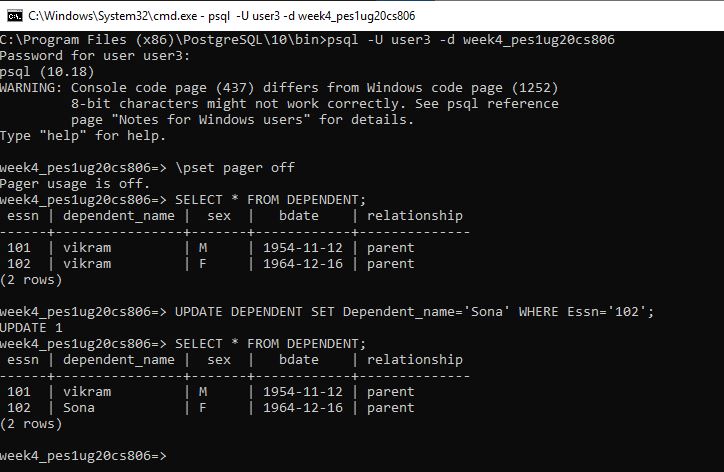 C:\Windows\System32\cmd.exe - psql  -U user3 -d week4_pes1ug20cs806
C:\Program Files (x86)\PostgreSQL\10\bin>psql -U user3 -d week4_pes1ug20cs806
Password for user user3:
psql (10.18)
WARNING: Console code page (437) differs from Windows code page (1252)
         8-bit characters might not work correctly. See psql reference
         page "Notes for Windows users" for details.
Type "help" for help.

week4_pes1ug20cs806=> \pset pager off
Pager usage is off.
week4_pes1ug20cs806=> SELECT * FROM DEPENDENT;
 essn | dependent_name |  sex  |   bdate    | relationship
------+----------------+-------+------------+--------------
 101  | vikram         | M     | 1954-11-12 | parent
 102  | vikram         | F     | 1964-12-16 | parent
(2 rows)

week4_pes1ug20cs806=> UPDATE DEPENDENT SET Dependent_name='Sona' WHERE Essn='102';
UPDATE 1
week4_pes1ug20cs806=> SELECT * FROM DEPENDENT;
 essn | dependent_name |  sex  |   bdate    | relationship
------+----------------+-------+------------+--------------
 101  | vikram         | M     | 1954-11-12 | parent
 102  | Sona           | F     | 1964-12-16 | parent
(2 rows)

week4_pes1ug20cs806=>